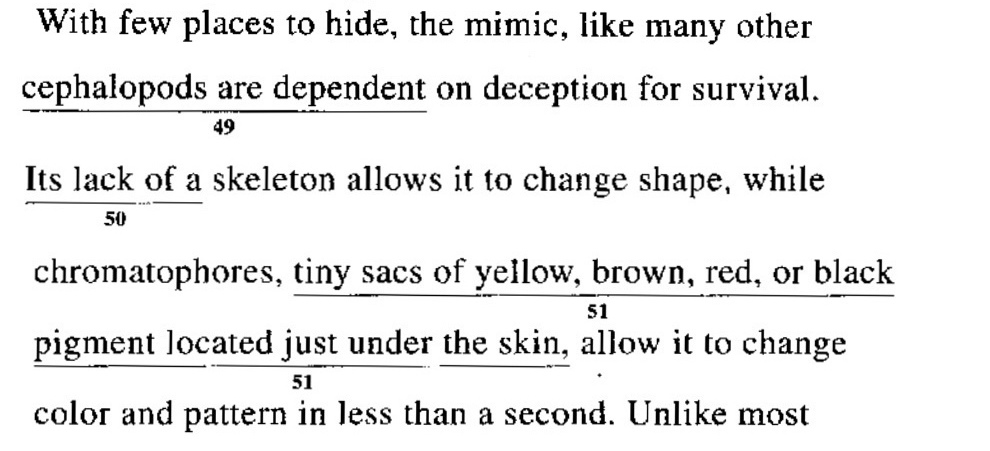 With few places to hide, the mimic, like many other
cephalopods are dependent on deception for survival.
49
Its lack of a skeleton allows it to change shape, while
50
chromatophores, tiny sacs of yellow, brown, red, or black
51
pigment located just under the skin, allow it to change
51
color and pattern in less than a second. Unlike most